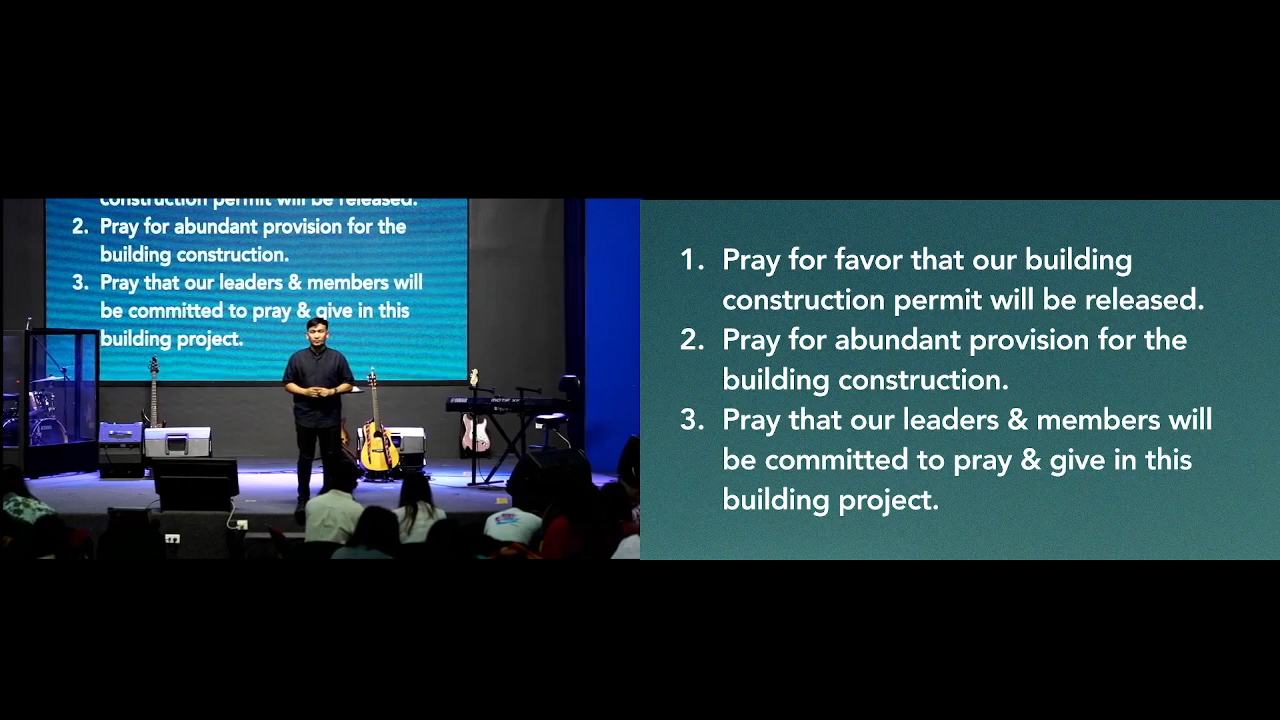 construction permit will be released.
2. Pray for abundant provision for the
building construction.
3. Pray that our leaders & members will
be committed to pray & give in this
building project.
1. Pray for favor that our building
construction permit will be released.
2. Pray for abundant provision for the
building construction.
3. Pray that our leaders & members will
be committed to pray & give in this
building project.